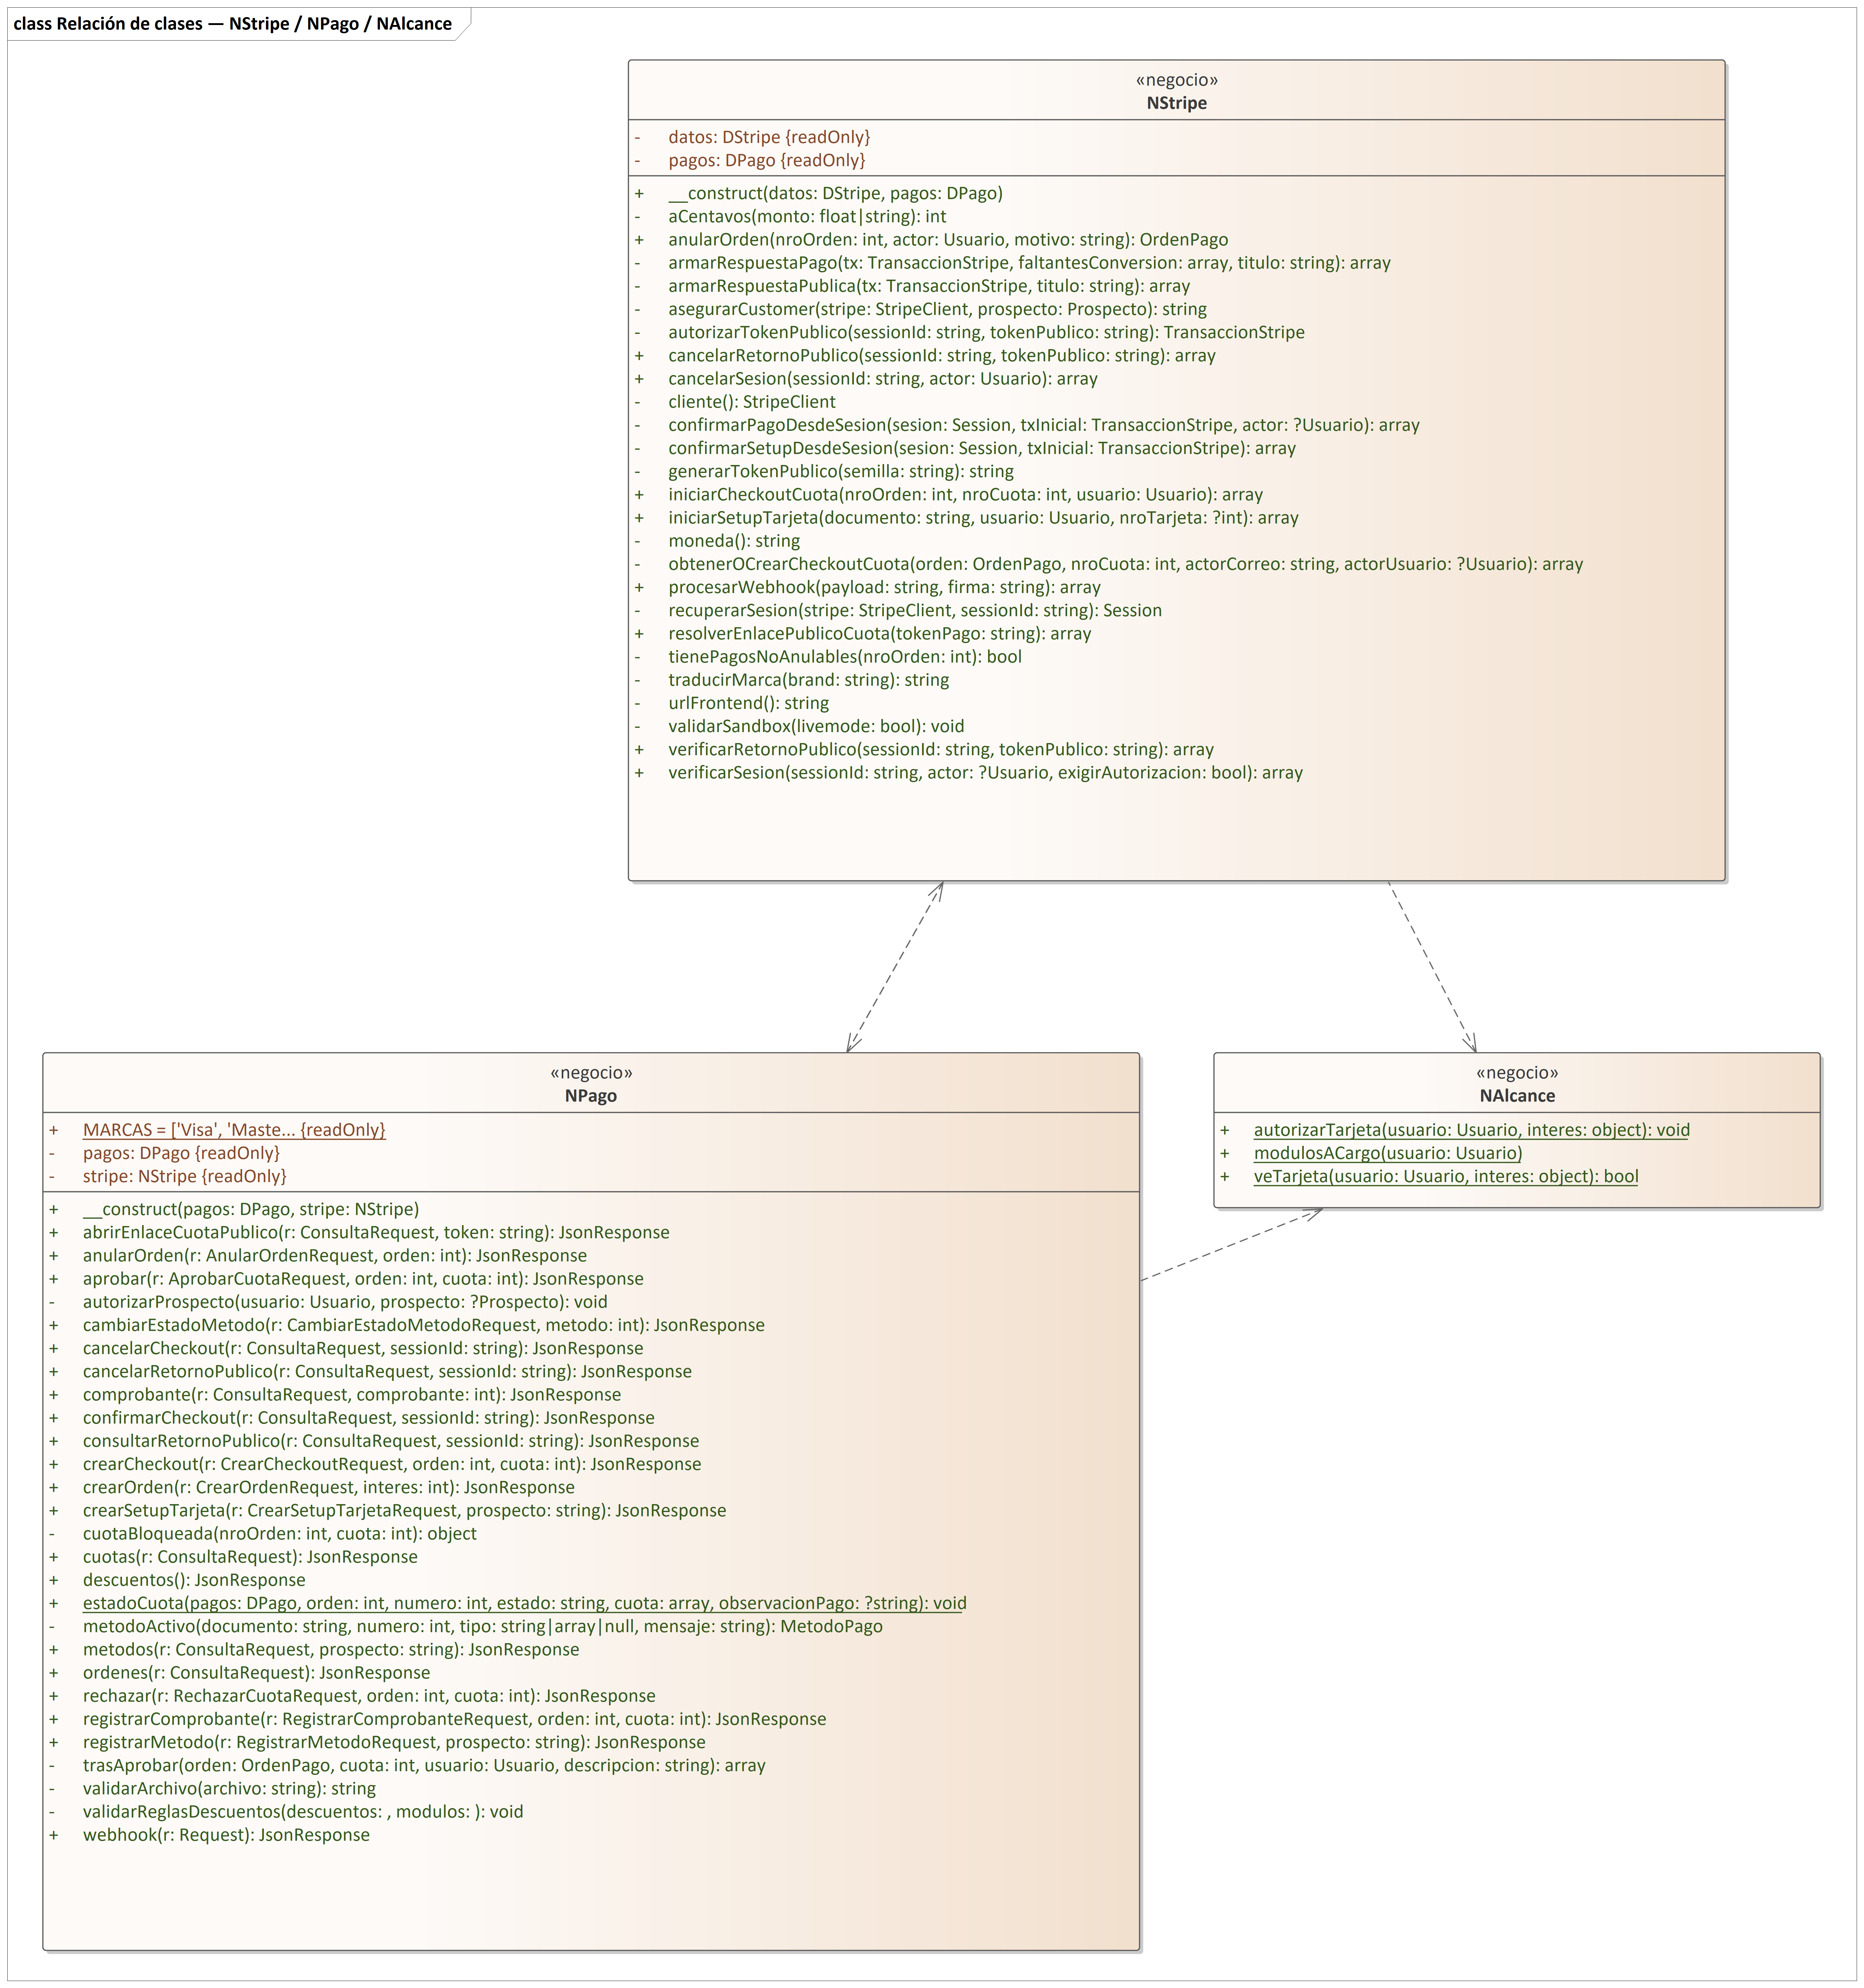 class Relación de clases — NStripe / NPago / NAlcance
«negocio»
NStripe
- datos: DStripe {readOnly}
- pagos: DPago {readOnly}
+ __construct(datos: DStripe, pagos: DPago)
- aCentavos(monto: float|string): int
+ anularOrden(nroOrden: int, actor: Usuario, motivo: string): OrdenPago
- armarRespuestaPago(tx: TransaccionStripe, faltantesConversion: array, titulo: string): array
- armarRespuestaPublica(tx: TransaccionStripe, titulo: string): array
- asegurarCustomer(stripe: StripeClient, prospecto: Prospecto): string
- autorizarTokenPublico(sessionId: string, tokenPublico: string): TransaccionStripe
+ cancelarRetornoPublico(sessionId: string, tokenPublico: string): array
+ cancelarSesion(sessionId: string, actor: Usuario): array
- cliente(): StripeClient
- confirmarPagoDesdeSesion(sesion: Session, txInicial: TransaccionStripe, actor: ?Usuario): array
- confirmarSetupDesdeSesion(sesion: Session, txInicial: TransaccionStripe): array
- generarTokenPublico(semilla: string): string
+ iniciarCheckoutCuota(nroOrden: int, nroCuota: int, usuario: Usuario): array
+ iniciarSetupTarjeta(documento: string, usuario: Usuario, nroTarjeta: ?int): array
- moneda(): string
- obtenerOCrearCheckoutCuota(orden: OrdenPago, nroCuota: int, actorCorreo: string, actorUsuario: ?Usuario): array
+ procesarWebhook(payload: string, firma: string): array
- recuperarSesion(stripe: StripeClient, sessionId: string): Session
+ resolverEnlacePublicoCuota(tokenPago: string): array
- tienePagosNoAnulables(nroOrden: int): bool
- traducirMarca(brand: string): string
- urlFrontend(): string
- validarSandbox(livemode: bool): void
+ verificarRetornoPublico(sessionId: string, tokenPublico: string): array
+ verificarSesion(sessionId: string, actor: ?Usuario, exigirAutorizacion: bool): array
«negocio»
NPago
+ MARCAS = ['Visa', 'Maste... {readOnly}
- pagos: DPago {readOnly}
- stripe: NStripe {readOnly}
+ __construct(pagos: DPago, stripe: NStripe)
+ abrirEnlaceCuotaPublico(r: ConsultaRequest, token: string): JsonResponse
+ anularOrden(r: AnularOrdenRequest, orden: int): JsonResponse
+ aprobar(r: AprobarCuotaRequest, orden: int, cuota: int): JsonResponse
- autorizarProspecto(usuario: Usuario, prospecto: ?Prospecto): void
+ cambiarEstadoMetodo(r: CambiarEstadoMetodoRequest, metodo: int): JsonResponse
+ cancelarCheckout(r: ConsultaRequest, sessionId: string): JsonResponse
+ cancelarRetornoPublico(r: ConsultaRequest, sessionId: string): JsonResponse
+ comprobante(r: ConsultaRequest, comprobante: int): JsonResponse
+ confirmarCheckout(r: ConsultaRequest, sessionId: string): JsonResponse
+ consultarRetornoPublico(r: ConsultaRequest, sessionId: string): JsonResponse
+ crearCheckout(r: CrearCheckoutRequest, orden: int, cuota: int): JsonResponse
+ crearOrden(r: CrearOrdenRequest, interes: int): JsonResponse
+ crearSetupTarjeta(r: CrearSetupTarjetaRequest, prospecto: string): JsonResponse
- cuotaBloqueada(nroOrden: int, cuota: int): object
+ cuotas(r: ConsultaRequest): JsonResponse
+ descuentos(): JsonResponse
+ estadoCuota(pagos: DPago, orden: int, numero: int, estado: string, cuota: array, observacionPago: ?string): void
- metodoActivo(documento: string, numero: int, tipo: string|array|null, mensaje: string): MetodoPago
+ metodos(r: ConsultaRequest, prospecto: string): JsonResponse
+ ordenes(r: ConsultaRequest): JsonResponse
+ rechazar(r: RechazarCuotaRequest, orden: int, cuota: int): JsonResponse
+ registrarComprobante(r: RegistrarComprobanteRequest, orden: int, cuota: int): JsonResponse
+ registrarMetodo(r: RegistrarMetodoRequest, prospecto: string): JsonResponse
- trasAprobar(orden: OrdenPago, cuota: int, usuario: Usuario, descripcion: string): array
- validarArchivo(archivo: string): string
- validarReglasDescuentos(descuentos: , modulos: ): void
+ webhook(r: Request): JsonResponse
«negocio»
NAlcance
+ autorizarTarjeta(usuario: Usuario, interes: object): void
+ modulosACargo(usuario: Usuario)
+ veTarjeta(usuario: Usuario, interes: object): bool